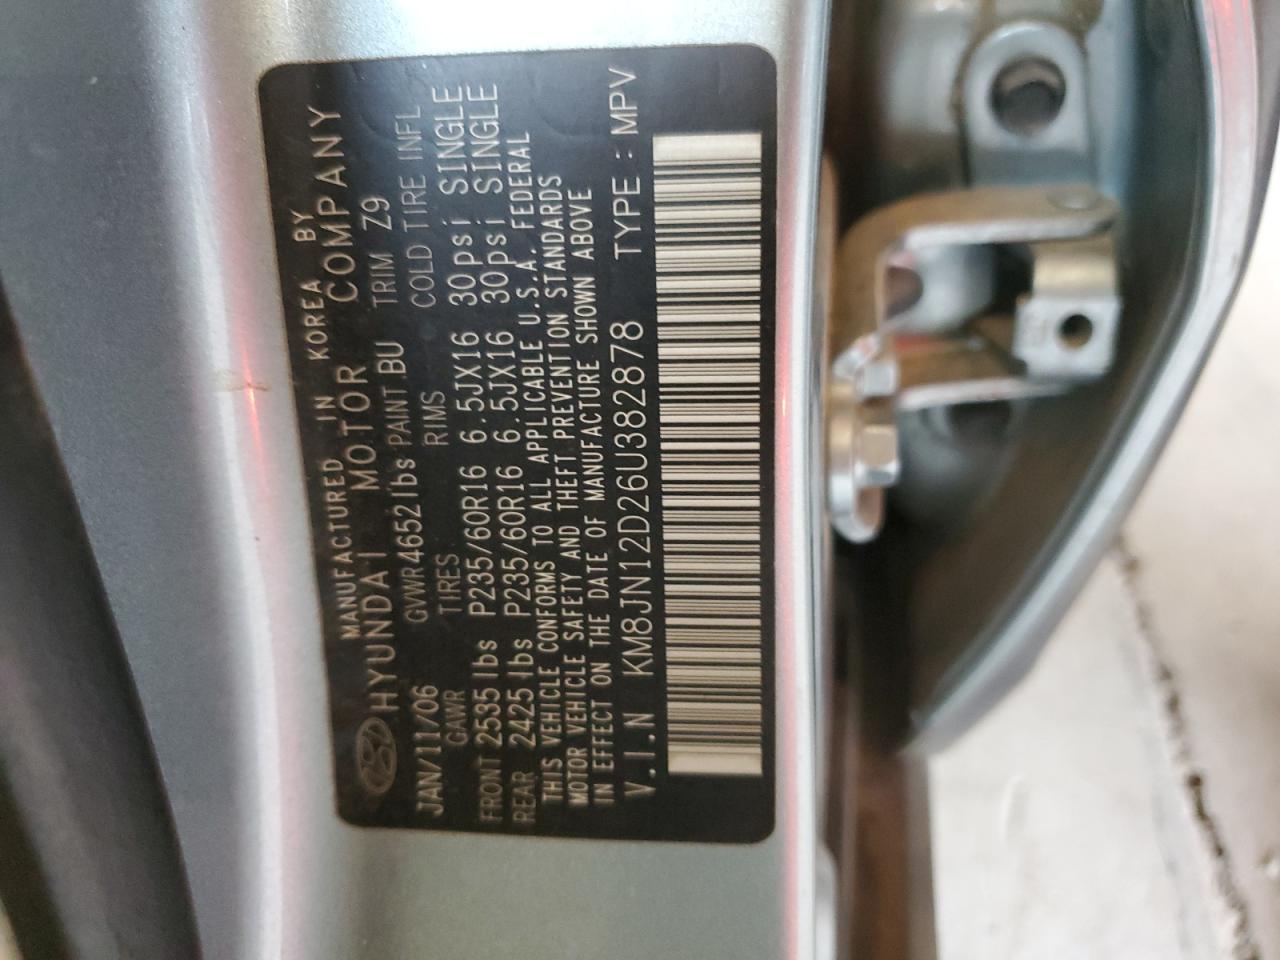 MANUFACTURED IN KOREA BY
HYUNDAI MOTOR COMPANY
JAN/11/06 GVWR 4652lbs PAINT BU TRIM Z9
GAWR TIRES RIMS COLD TIRE INFL
FRONT 2535lbs P235/60R16 6.5JX16 30psi SINGLE
REAR 2425lbs P235/60R16 6.5JX16 30psi SINGLE
THIS VEHICLE CONFORMS TO ALL APPLICABLE U.S.A. FEDERAL
MOTOR VEHICLE SAFETY AND THEFT PREVENTION STANDARDS
IN EFFECT ON THE DATE OF MANUFACTURE SHOWN ABOVE
V.I.N KM8JN12D26U382878 TYPE : MPV